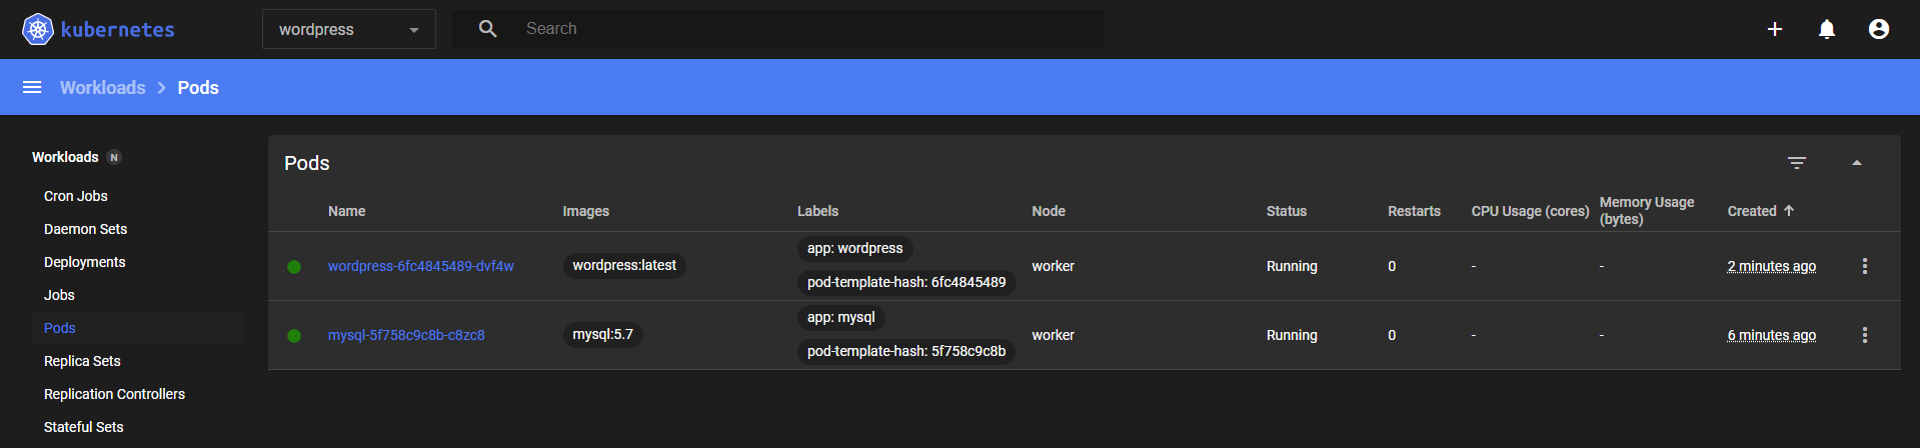 kubernetes
wordpress
Search
Workloads > Pods
Workloads N
Cron Jobs
Daemon Sets
Deployments
Jobs
Pods
Replica Sets
Replication Controllers
Stateful Sets
Pods
Name Images Labels Node Status Restarts CPU Usage (cores) Memory Usage (bytes) Created
wordpress-6fc4845489-dvf4w wordpress:latest app: wordpress pod-template-hash: 6fc4845489 worker Running 0 - - 2 minutes ago
mysql-5f758c9c8b-c8zc8 mysql:5.7 app: mysql pod-template-hash: 5f758c9c8b worker Running 0 - - 6 minutes ago